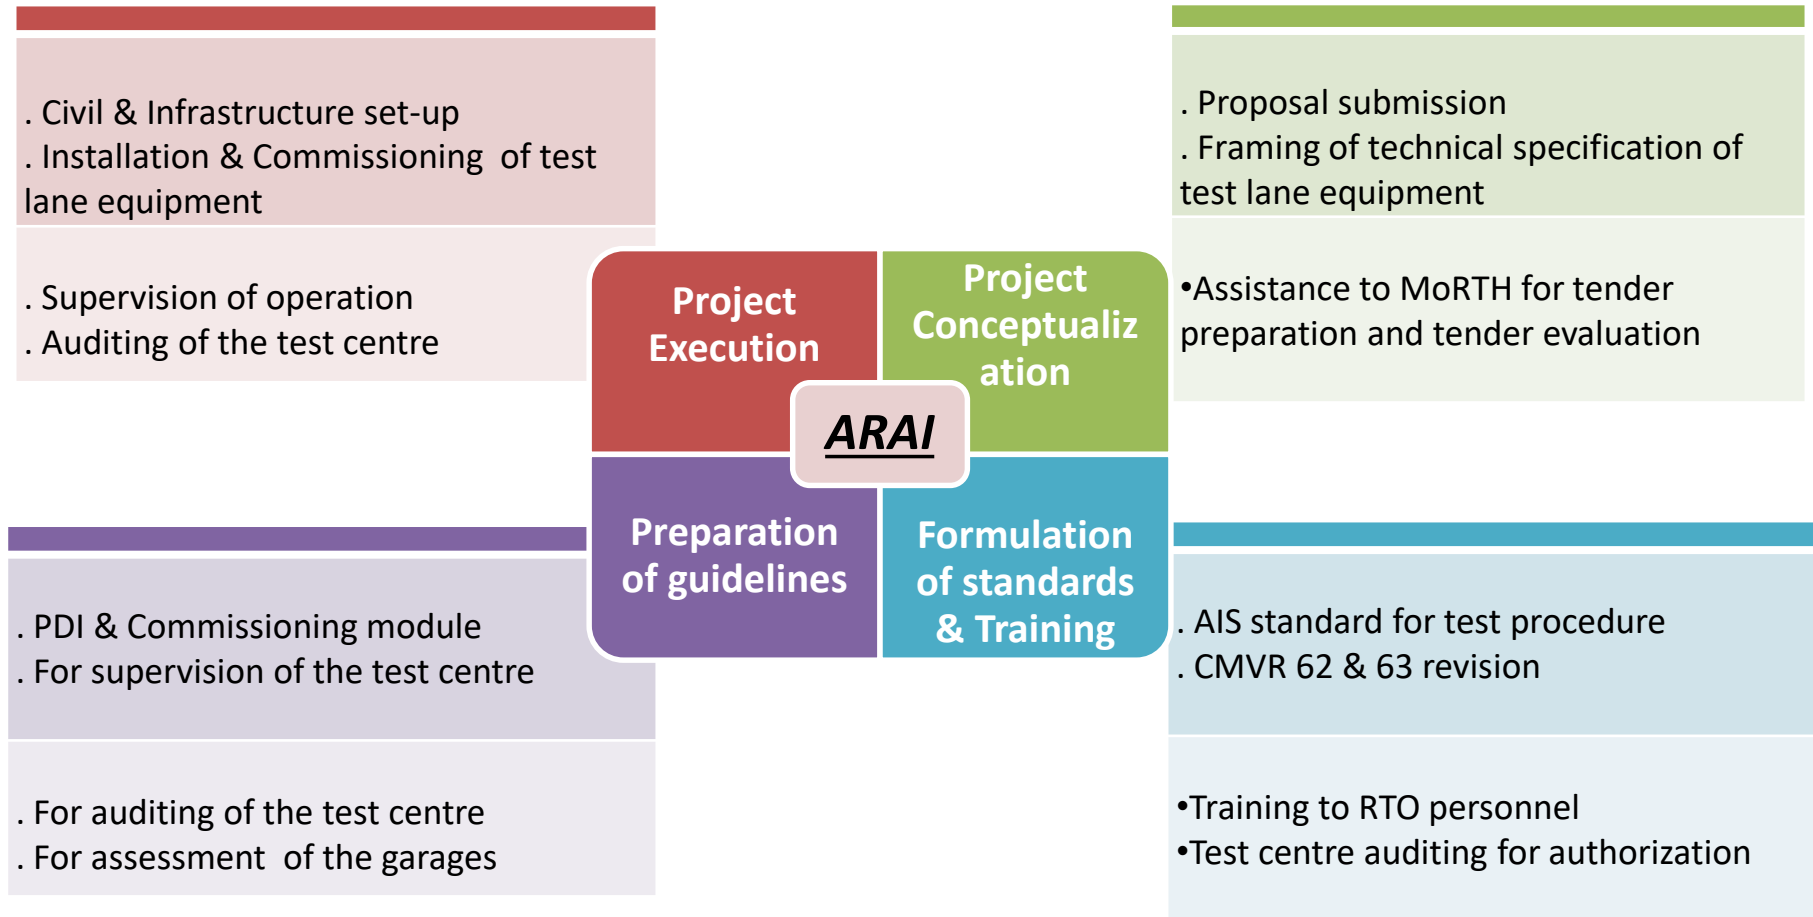 . Civil & Infrastructure set-up
. Installation & Commissioning of test
lane equipment
. Supervision of operation
. Auditing of the test centre
. Proposal submission
. Framing of technical specification of
test lane equipment
•Assistance to MoRTH for tender
preparation and tender evaluation
Project
Execution
Project
Conceptualiz
ation
ARAI
Preparation
of guidelines
Formulation
of standards
& Training
. PDI & Commissioning module
. For supervision of the test centre
. For auditing of the test centre
. For assessment of the garages
. AIS standard for test procedure
. CMVR 62 & 63 revision
•Training to RTO personnel
•Test centre auditing for authorization